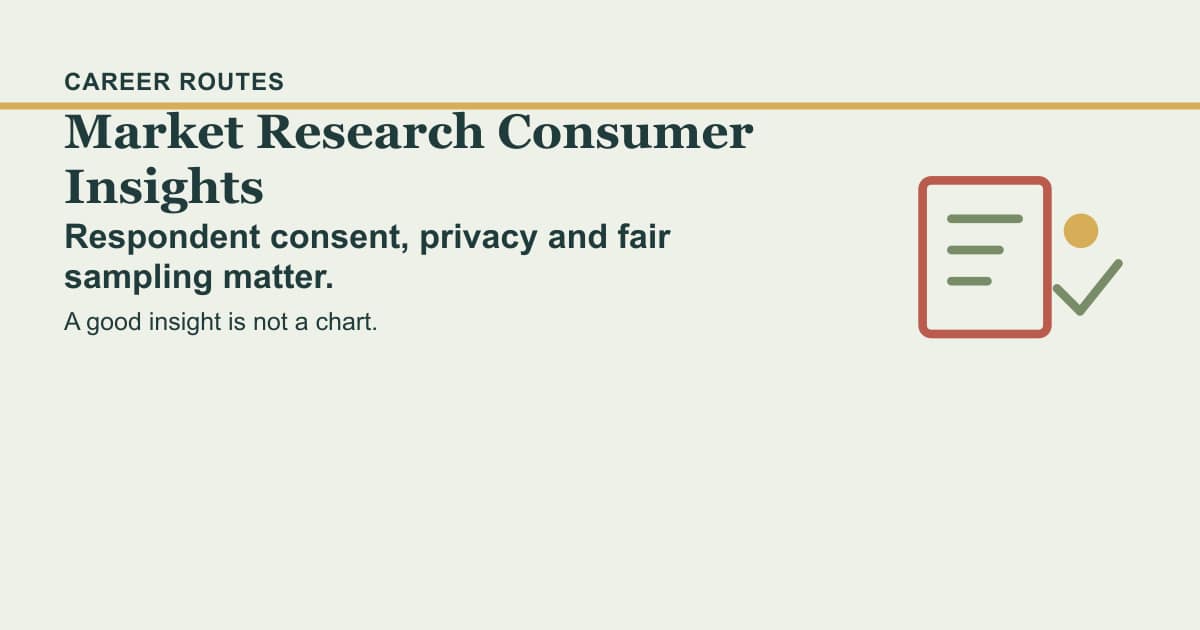 CAREER ROUTES
Market Research Consumer
Insights
Respondent consent, privacy and fair
sampling matter.
A good insight is not a chart.